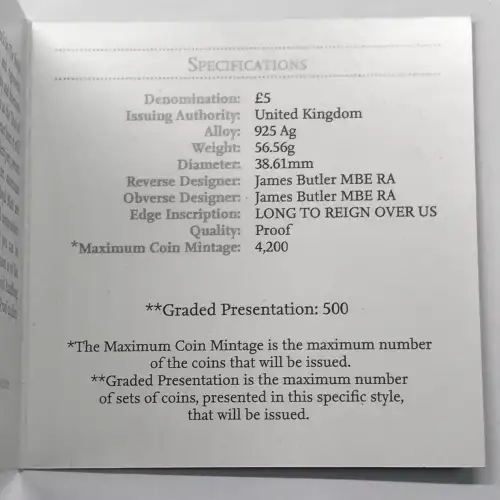 SPECIFICATIONS
Denomination: £5
Issuing Authority: United Kingdom
Alloy: 925 Ag
Weight: 56.56g
Diameter: 38.61mm
Reverse Designer: James Butler MBE RA
Obverse Designer: James Butler MBE RA
Edge Inscription: LONG TO REIGN OVER US
Quality: Proof
*Maximum Coin Mintage: 4,200
**Graded Presentation: 500
*The Maximum Coin Mintage is the maximum number
of the coins that will be issued.
**Graded Presentation is the maximum number
of sets of coins, presented in this specific style,
that will be issued.